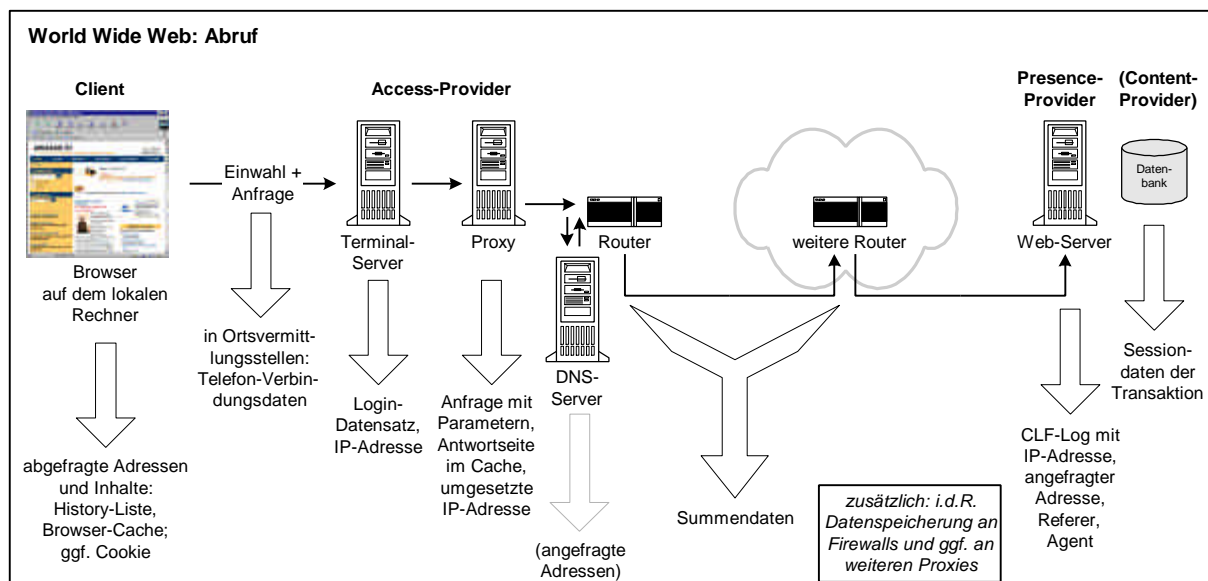 World Wide Web: Abruf
Client
Access-Provider
Presence-
Provider
(Content-
Provider)
Einwahl +
Anfrage
Terminal-
Server
Proxy
Router
weitere Router
Web-Server
Daten-
bank
Browser
auf dem lokalen
Rechner
in Ortsvermitt-
lungsstellen:
Telefon-Verbin-
dungsdaten
DNS-
Server
Session-
daten der
Transaktion
Login-
Datensatz,
IP-Adresse
Anfrage mit
Parametern,
Antwortseite
im Cache,
umgesetzte
IP-Adresse
abgefragte Adressen
und Inhalte:
History-Liste,
Browser-Cache;
ggf. Cookie
(angefragte
Adressen)
Summendaten
zusätzlich: i.d.R.
Datenspeicherung an
Firewalls und ggf. an
weiteren Proxies
CLF-Log mit
IP-Adresse,
angefragter
Adresse,
Referer,
Agent